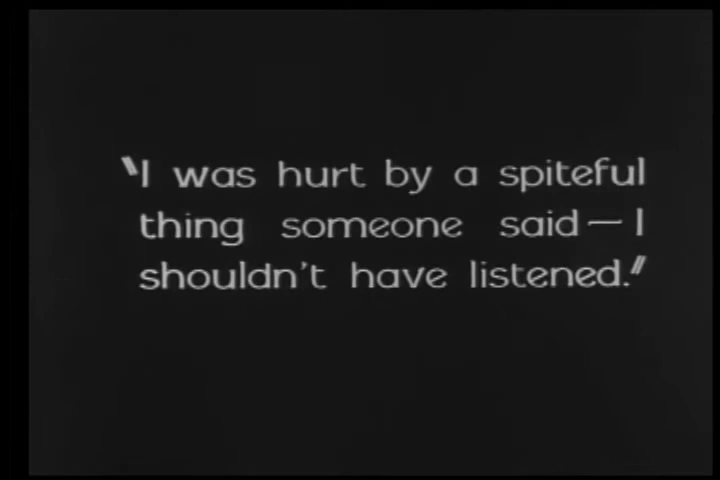 "I was hurt by a spiteful
thing someone said — I
shouldn't have listened."